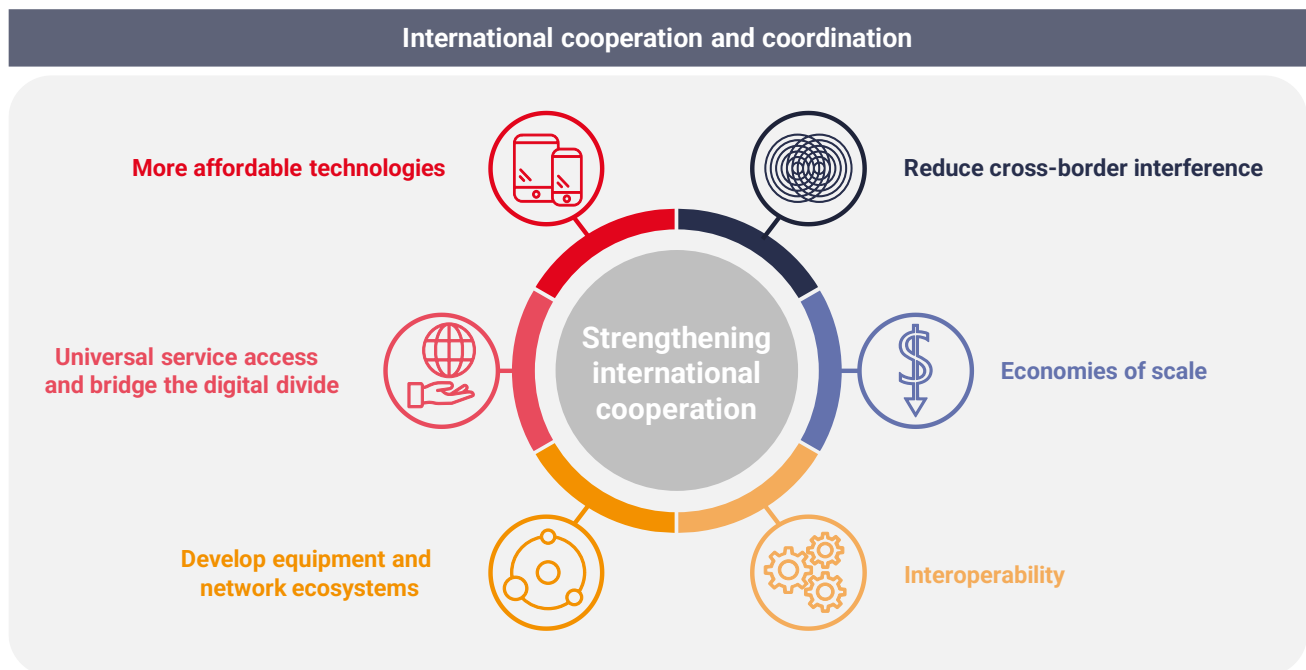 International cooperation and coordination
More affordable technologies
Reduce cross-border interference
Strengthening
international
cooperation
Universal service access
and bridge the digital divide
Economies of scale
Develop equipment and
network ecosystems
Interoperability